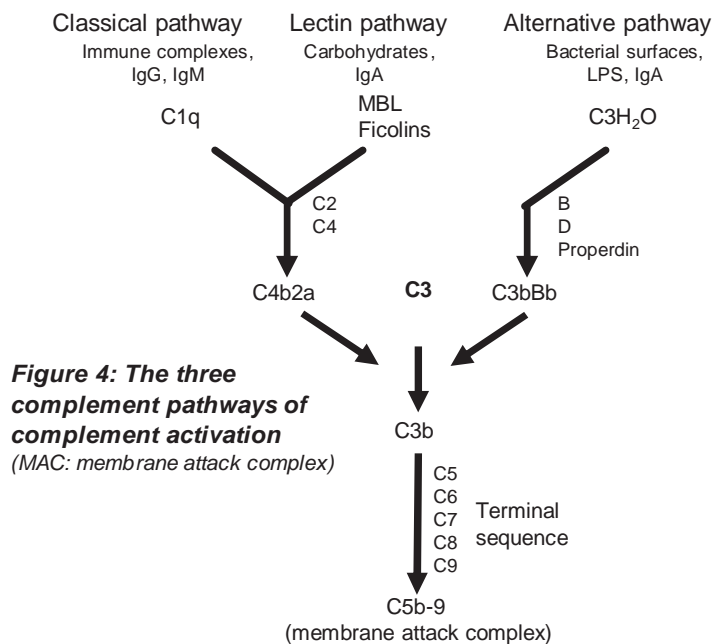 Classical pathway
Immune complexes,
IgG, IgM
C1q
Lectin pathway
Carbohydrates,
IgA
MBL
Ficolins
Alternative pathway
Bacterial surfaces,
LPS, IgA
C3H₂O
C2
C4
B
D
Properdin
C4b2a
C3
C3bBb
Figure 4: The three
complement pathways of
complement activation
(MAC: membrane attack complex)
C3b
C5
C6
C7
C8
C9
Terminal
sequence
C5b-9
(membrane attack complex)